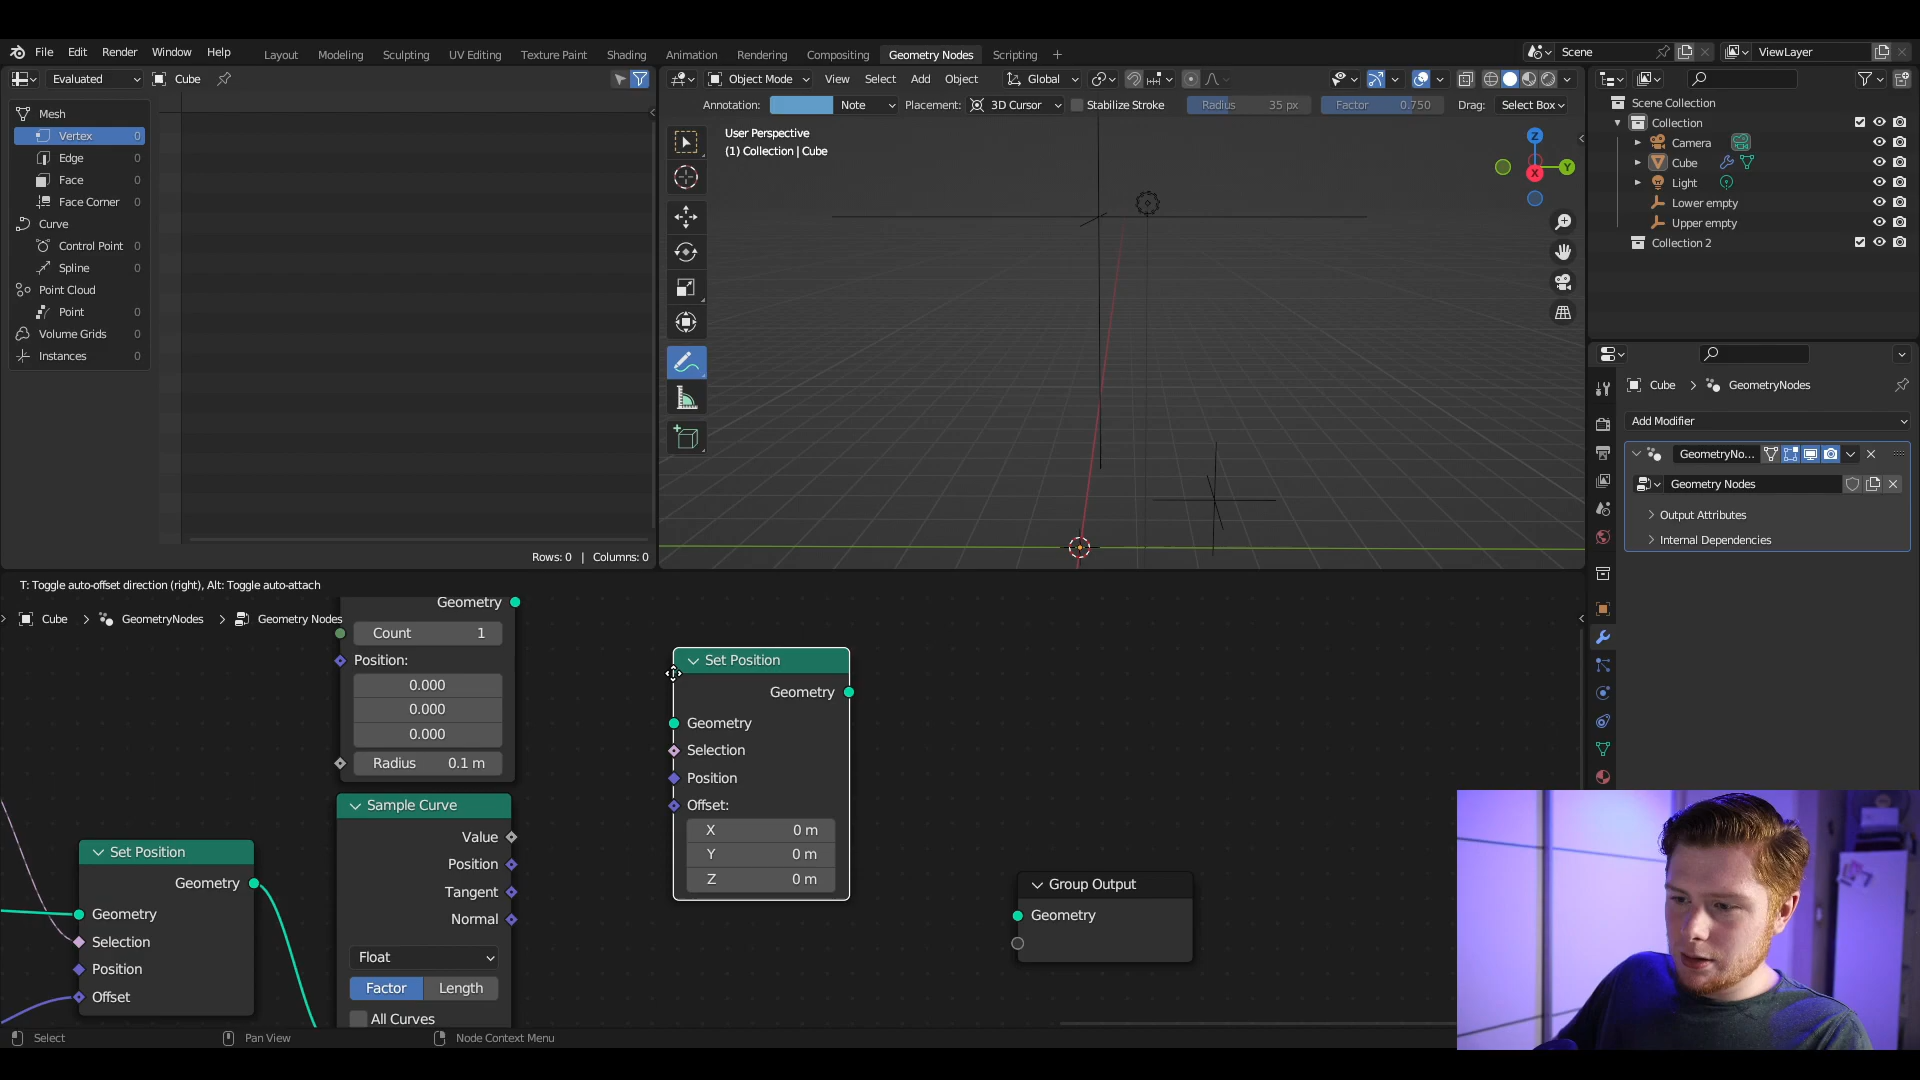 File Edit Render Window Help
Layout Modeling Sculpting UV Editing Texture Paint Shading Animation Rendering Compositing Geometry Nodes Scripting +
Scene
ViewLayer
Evaluated
Cube
Object Mode View Select Add Object
Global
Annotation: Note Placement: 3D Cursor Stabilize Stroke Radius 35 px Factor 0.750 Drag: Select Box
Mesh
Vertex 0
Edge 0
Face 0
Face Corner 0
Curve
Control Point 0
Spline 0
Point Cloud
Point 0
Volume Grids 0
Instances 0
Rows: 0 | Columns: 0
User Perspective
(1) Collection | Cube
Z
Y
X
Scene Collection
Collection
Camera
Cube
Light
Lower empty
Upper empty
Collection 2
Cube > GeometryNodes
Add Modifier
GeometryNo...
Geometry Nodes
Output Attributes
Internal Dependencies
T: Toggle auto-offset direction (right), Alt: Toggle auto-attach
Cube > GeometryNodes > Geometry Nodes
Geometry
Count 1
Position:
0.000
0.000
0.000
Radius 0.1 m
Set Position
Geometry
Geometry
Selection
Position
Offset
Sample Curve
Value
Position
Tangent
Normal
Float
Factor Length
All Curves
Set Position
Geometry
Geometry
Selection
Position
Offset:
X 0 m
Y 0 m
Z 0 m
Group Output
Geometry
Select
Pan View
Node Context Menu